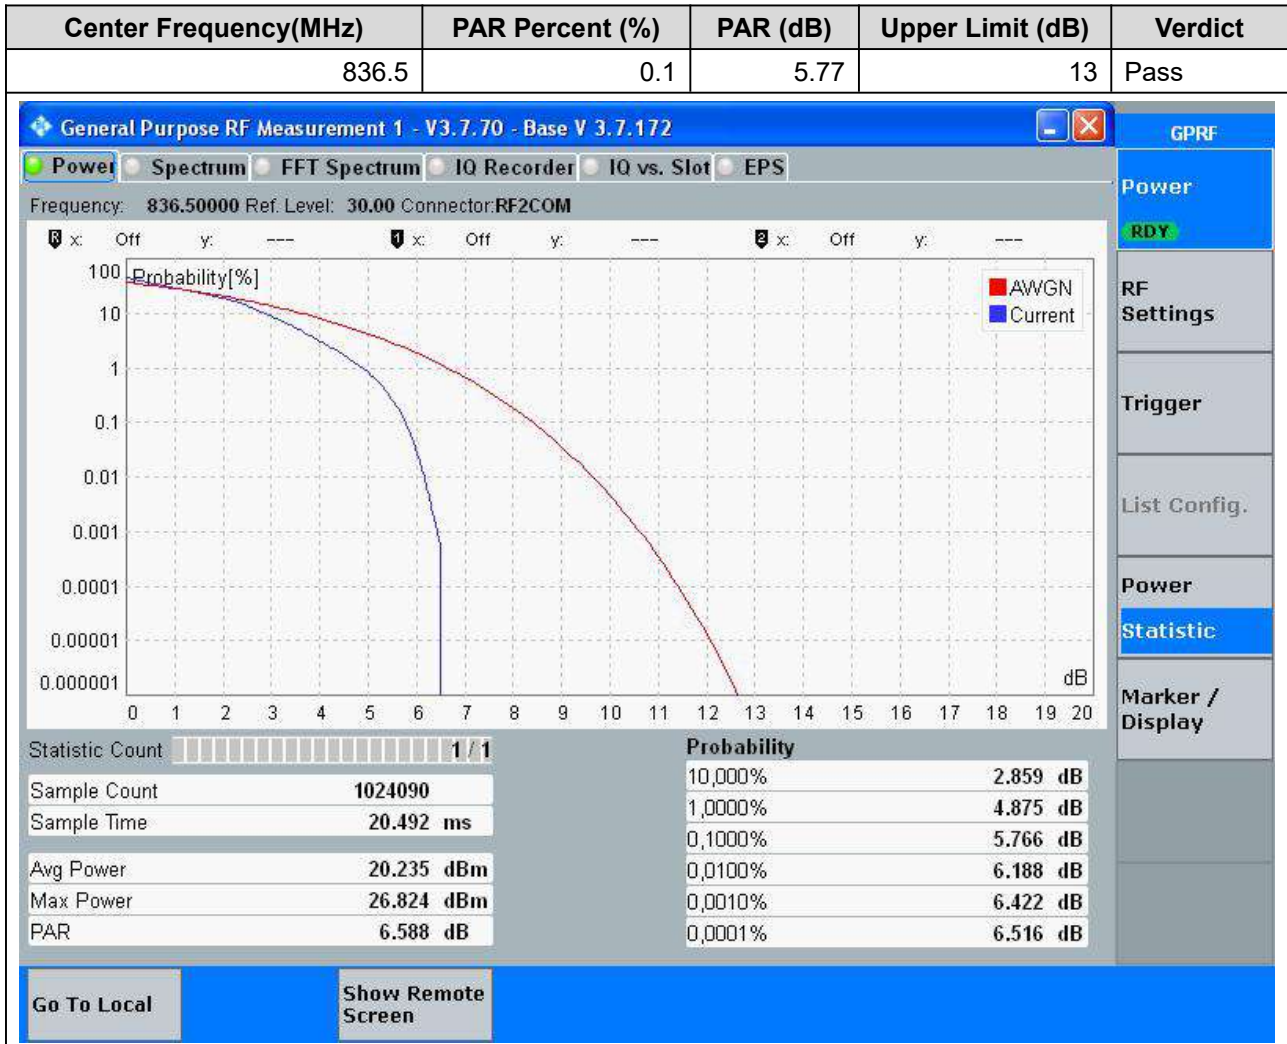 Center Frequency(MHz) PAR Percent (%) PAR (dB) Upper Limit (dB) Verdict
836.5 0.1 5.77 13 Pass
General Purpose RF Measurement 1 - V3.7.70 - Base V 3.7.172
GPRF
Power Spectrum FFT Spectrum IQ Recorder IQ vs. Slot EPS
Frequency: 836.50000 Ref. Level: 30.00 Connector:RF2COM
R x: Off y: --- 1 x: Off y: --- 2 x: Off y: ---
Probability[%]
100
10
1
0.1
0.01
0.001
0.0001
0.00001
0.000001
AWGN
Current
dB
0 1 2 3 4 5 6 7 8 9 10 11 12 13 14 15 16 17 18 19 20
Statistic Count 1 / 1
Sample Count 1024090
Sample Time 20.492 ms
Avg Power 20.235 dBm
Max Power 26.824 dBm
PAR 6.588 dB
Probability
10,000% 2.859 dB
1,0000% 4.875 dB
0,1000% 5.766 dB
0,0100% 6.188 dB
0,0010% 6.422 dB
0,0001% 6.516 dB
Power
RDY
RF
Settings
Trigger
List Config.
Power
Statistic
Marker /
Display
Go To Local
Show Remote
Screen